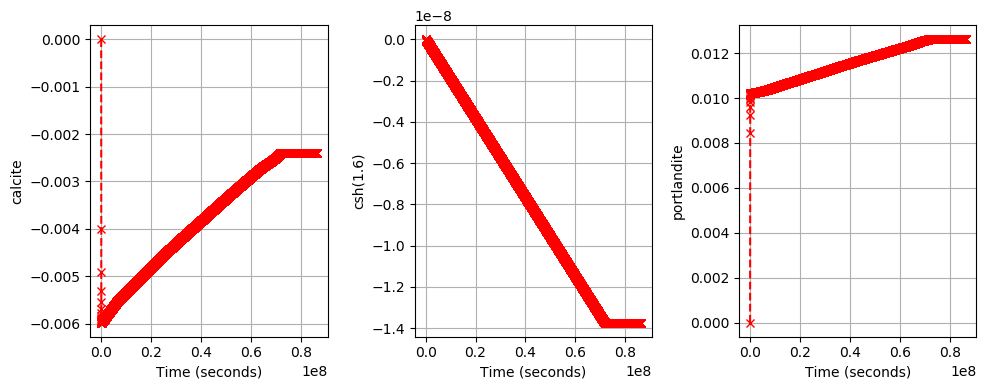 0.000
−0.001
−0.002
−0.003
−0.004
−0.005
−0.006
calcite
0.0 0.2 0.4 0.6 0.8
Time (seconds) 1e8
1e−8
0.0
−0.2
−0.4
−0.6
−0.8
−1.0
−1.2
−1.4
csh(1.6)
0.0 0.2 0.4 0.6 0.8
Time (seconds) 1e8
0.012
0.010
0.008
0.006
0.004
0.002
0.000
portlandite
0.0 0.2 0.4 0.6 0.8
Time (seconds) 1e8